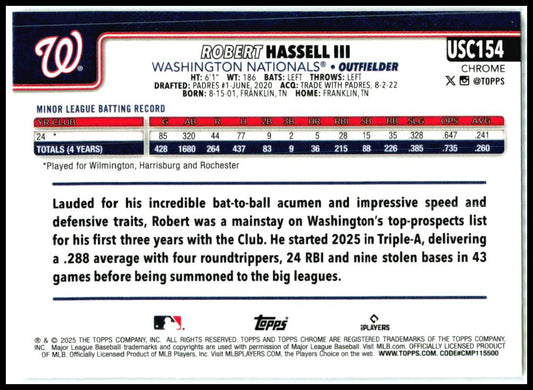 W
ROBERT HASSELL III
WASHINGTON NATIONALS® • OUTFIELDER
HT: 6'1" WT: 186 BATS: LEFT THROWS: LEFT
DRAFTED: PADRES #1-JUNE, 2020 ACQ: TRADE WITH PADRES, 8-2-22
BORN: 8-15-01, FRANKLIN, TN HOME: FRANKLIN, TN
USC154
CHROME
X @TOPPS
MINOR LEAGUE BATTING RECORD
YR CLUB G AB R H 2B 3B HR RBI SB BB SLG OPS AVG
24 * 85 320 44 77 9 2 5 28 15 35 .328 .647 .241
TOTALS (4 YEARS) 428 1680 264 437 83 9 36 215 88 226 .385 .735 .260
*Played for Wilmington, Harrisburg and Rochester
Lauded for his incredible bat-to-ball acumen and impressive speed and
defensive traits, Robert was a mainstay on Washington's top-prospects list
for his first three years with the Club. He started 2025 in Triple-A, delivering
a .288 average with four roundtrippers, 24 RBI and nine stolen bases in 43
games before being summoned to the big leagues.
topps
PLAYERS
® & © 2025 THE TOPPS COMPANY, INC. ALL RIGHTS RESERVED. TOPPS AND TOPPS CHROME ARE REGISTERED TRADEMARKS OF THE TOPPS COMPANY,
INC. Major League Baseball trademarks and copyrights are used with permission of Major League Baseball. Visit MLB.com. OFFICIALLY LICENSED PRODUCT
OF MLB. Officially Licensed Product of MLB Players, Inc. Visit MLBPLAYERS.com, the Players Choice on the web. WWW.TOPPS.COM. CODE#CMP115500